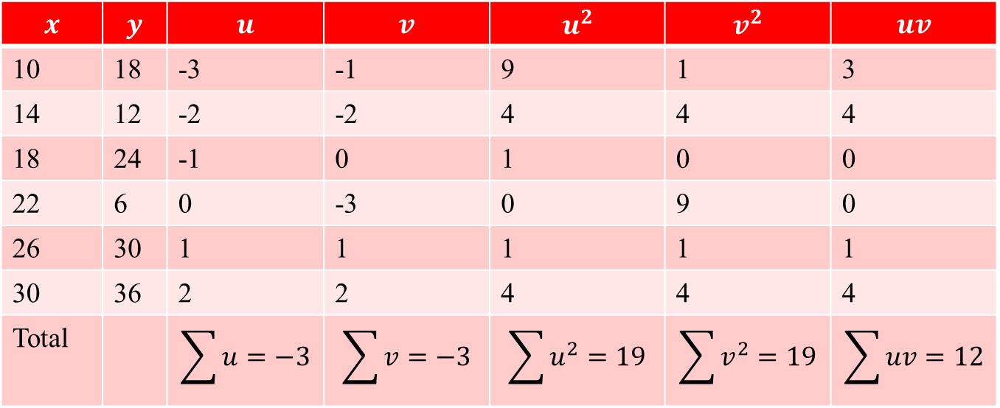 x y u v u² v² uv
10 18 -3 -1 9 1 3
14 12 -2 -2 4 4 4
18 24 -1 0 1 0 0
22 6 0 -3 0 9 0
26 30 1 1 1 1 1
30 36 2 2 4 4 4
Total ∑u = −3 ∑v = −3 ∑u² = 19 ∑v² = 19 ∑uv = 12